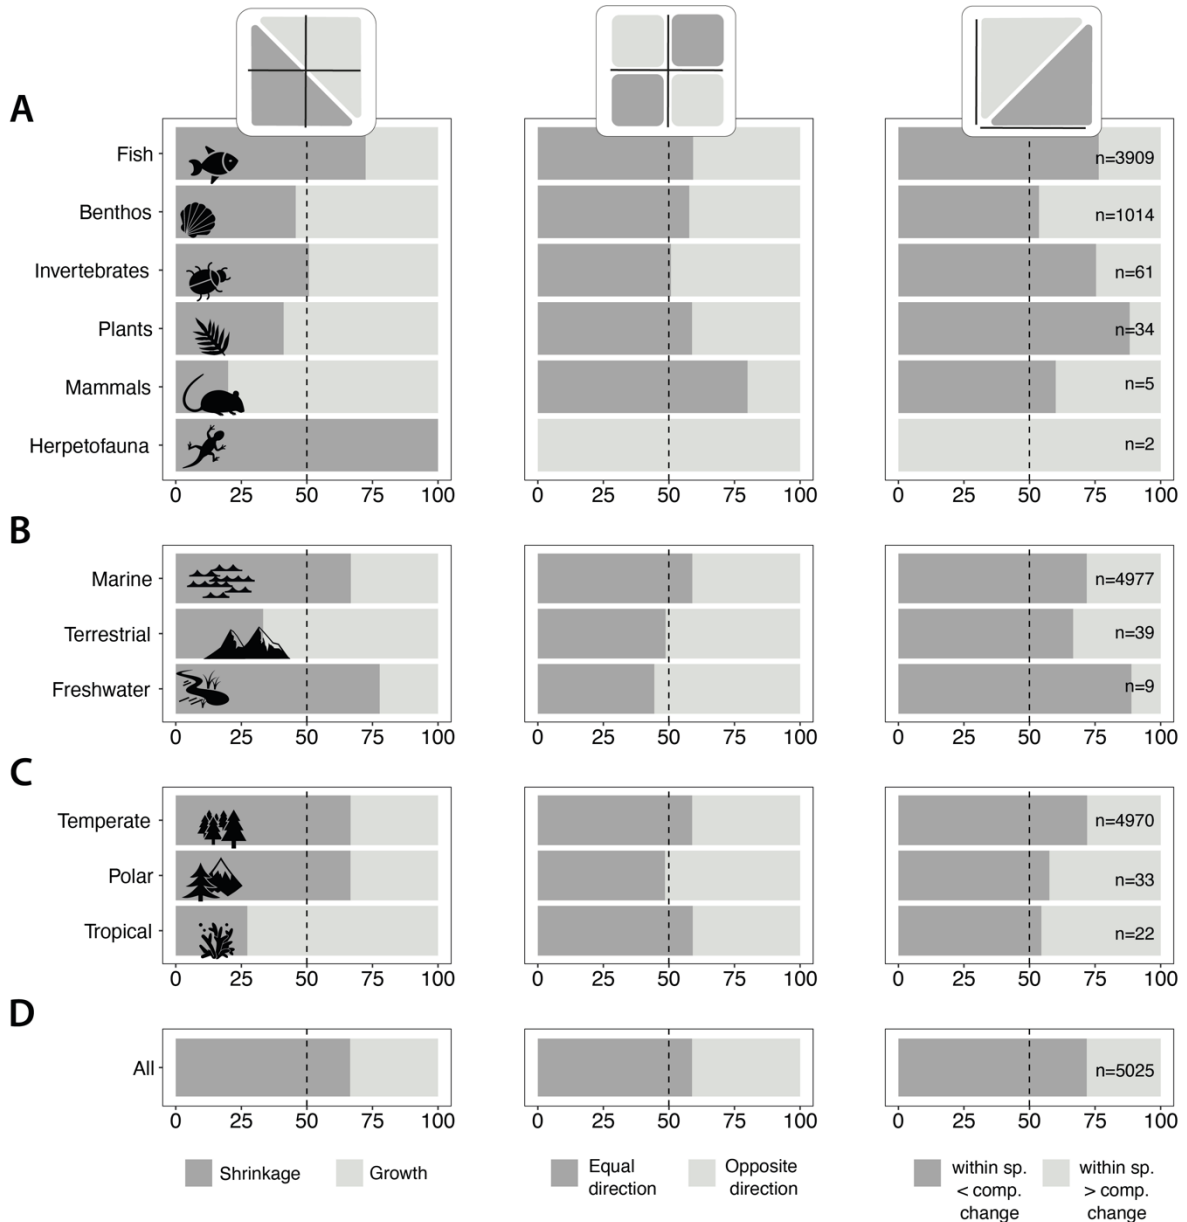 A
Fish
n=3909
Benthos
n=1014
Invertebrates
n=61
Plants
n=34
Mammals
n=5
Herpetofauna
n=2
0 25 50 75 100 0 25 50 75 100 0 25 50 75 100
B
Marine
n=4977
Terrestrial
n=39
Freshwater
n=9
0 25 50 75 100 0 25 50 75 100 0 25 50 75 100
C
Temperate
n=4970
Polar
n=33
Tropical
n=22
0 25 50 75 100 0 25 50 75 100 0 25 50 75 100
D
All
n=5025
0 25 50 75 100 0 25 50 75 100 0 25 50 75 100
Shrinkage
Growth
Equal
direction
Opposite
direction
within sp.
< comp.
change
within sp.
> comp.
change